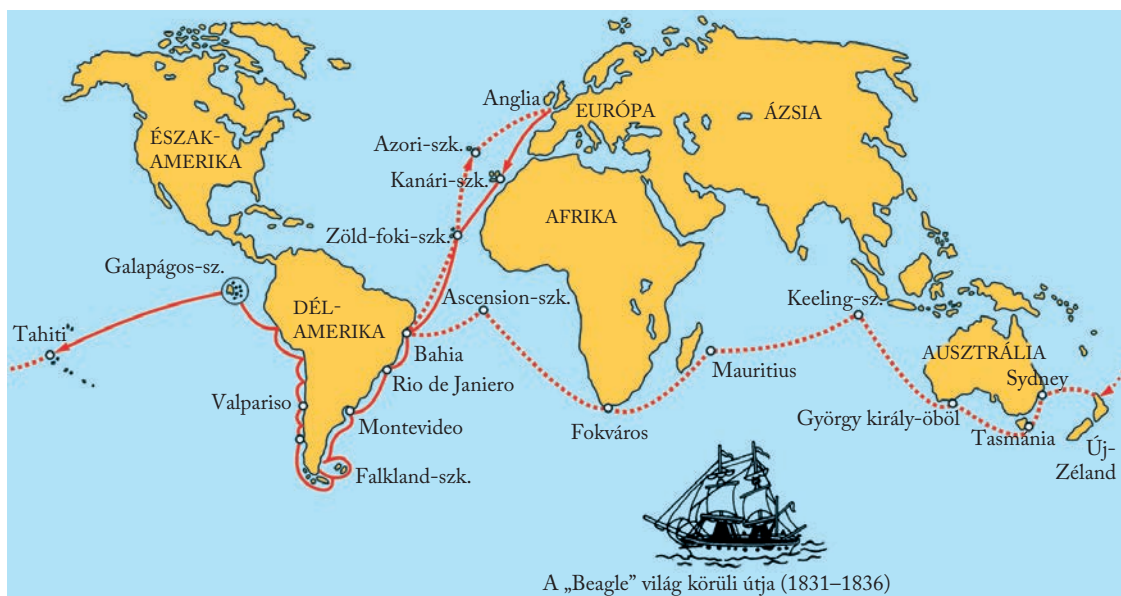 Anglia
EURÓPA
ÁZSIA
ÉSZAK-
AMERIKA
Azori-szk.
Kanári-szk.
AFRIKA
Zöld-foki-szk.
Galapágos-sz.
DÉL-
AMERIKA
Ascension-szk.
Keeling-sz.
Tahiti
Bahia
Mauritius
AUSZTRÁLIA
Sydney
Rio de Janiero
Valpariso
Montevideo
Fokváros
György király-öböl
Tasmánia
Új-
Zéland
Falkland-szk.
A „Beagle” világ körüli útja (1831–1836)